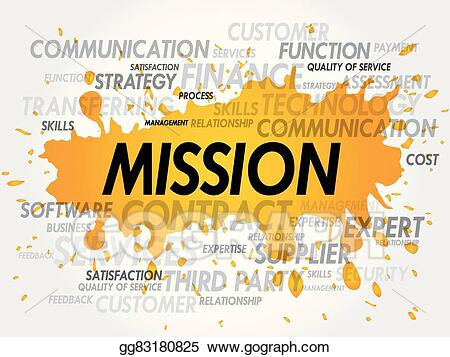 CUSTOMER
COMMUNICATION FUNCTION PAYMENT
SERVICES
SATISFACTION FINANCE QUALITY OF SERVICE
FUNCTION STRATEGY STRATEGY ASSESSMENT
PROCESS
TRANSFERRING SKILLS TECHNOLOGY
SKILLS MANAGEMENT RELATIONSHIP COMMUNICATION
MISSION COST
SOFTWARE CONTRACT
BUSINESS EXPERTISE EXPERT
RELATIONSHIP RELATIONSHIP
EXPERTISE SUPPLIER
SATISFACTION THIRD PARTY SKILLS SECURITY
QUALITY OF SERVICE MANAGEMENT
FEEDBACK CUSTOMER RELATIONSHIP FEEDBACK
gg83180825 www.gograph.com